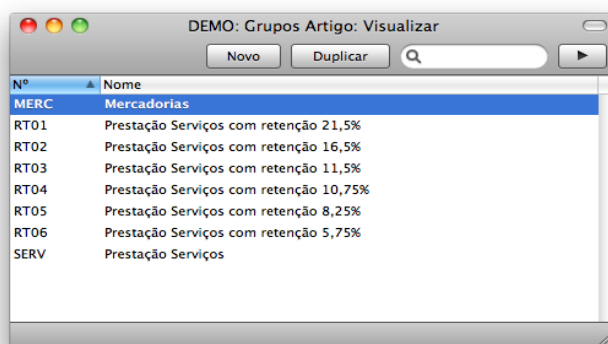 DEMO: Grupos Artigo: Visualizar
Novo Duplicar
Nº Nome
MERC Mercadorias
RT01 Prestação Serviços com retenção 21,5%
RT02 Prestação Serviços com retenção 16,5%
RT03 Prestação Serviços com retenção 11,5%
RT04 Prestação Serviços com retenção 10,75%
RT05 Prestação Serviços com retenção 8,25%
RT06 Prestação Serviços com retenção 5,75%
SERV Prestação Serviços